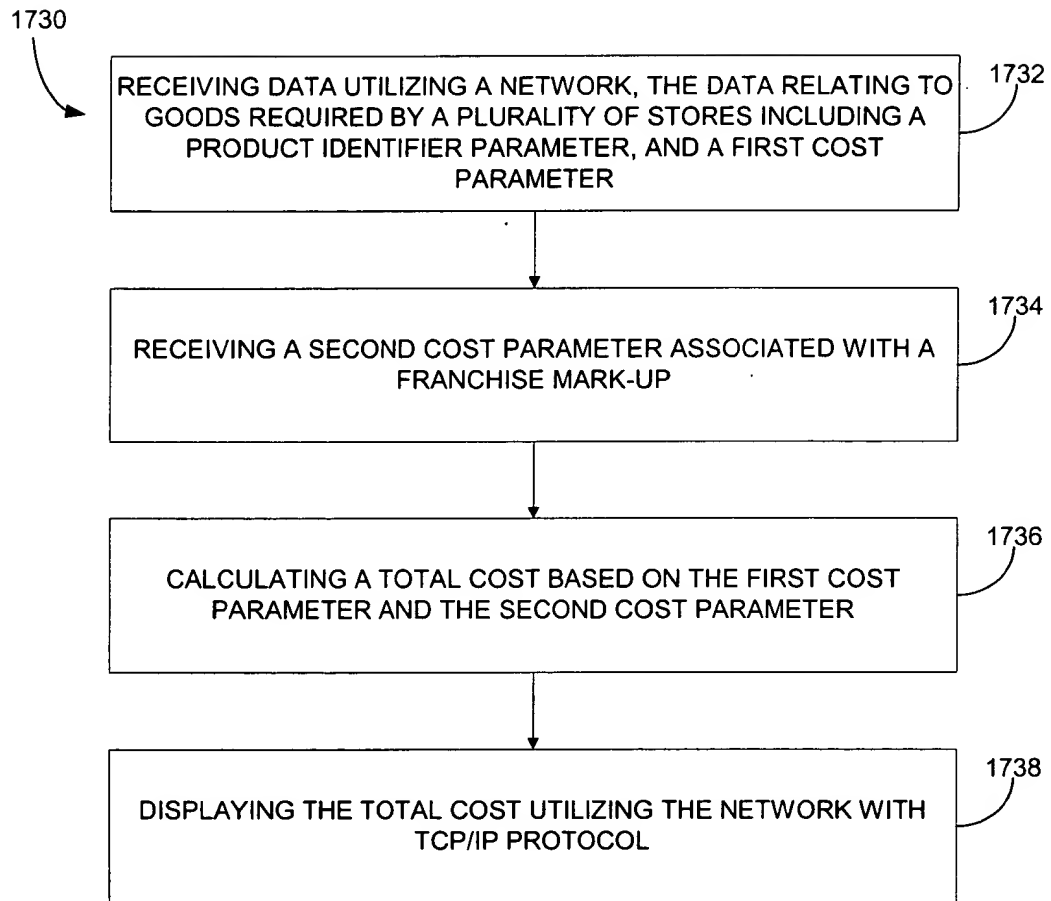 1730
RECEIVING DATA UTILIZING A NETWORK, THE DATA RELATING TO
GOODS REQUIRED BY A PLURALITY OF STORES INCLUDING A
PRODUCT IDENTIFIER PARAMETER, AND A FIRST COST
PARAMETER
1732
RECEIVING A SECOND COST PARAMETER ASSOCIATED WITH A
FRANCHISE MARK-UP
1734
CALCULATING A TOTAL COST BASED ON THE FIRST COST
PARAMETER AND THE SECOND COST PARAMETER
1736
DISPLAYING THE TOTAL COST UTILIZING THE NETWORK WITH
TCP/IP PROTOCOL
1738